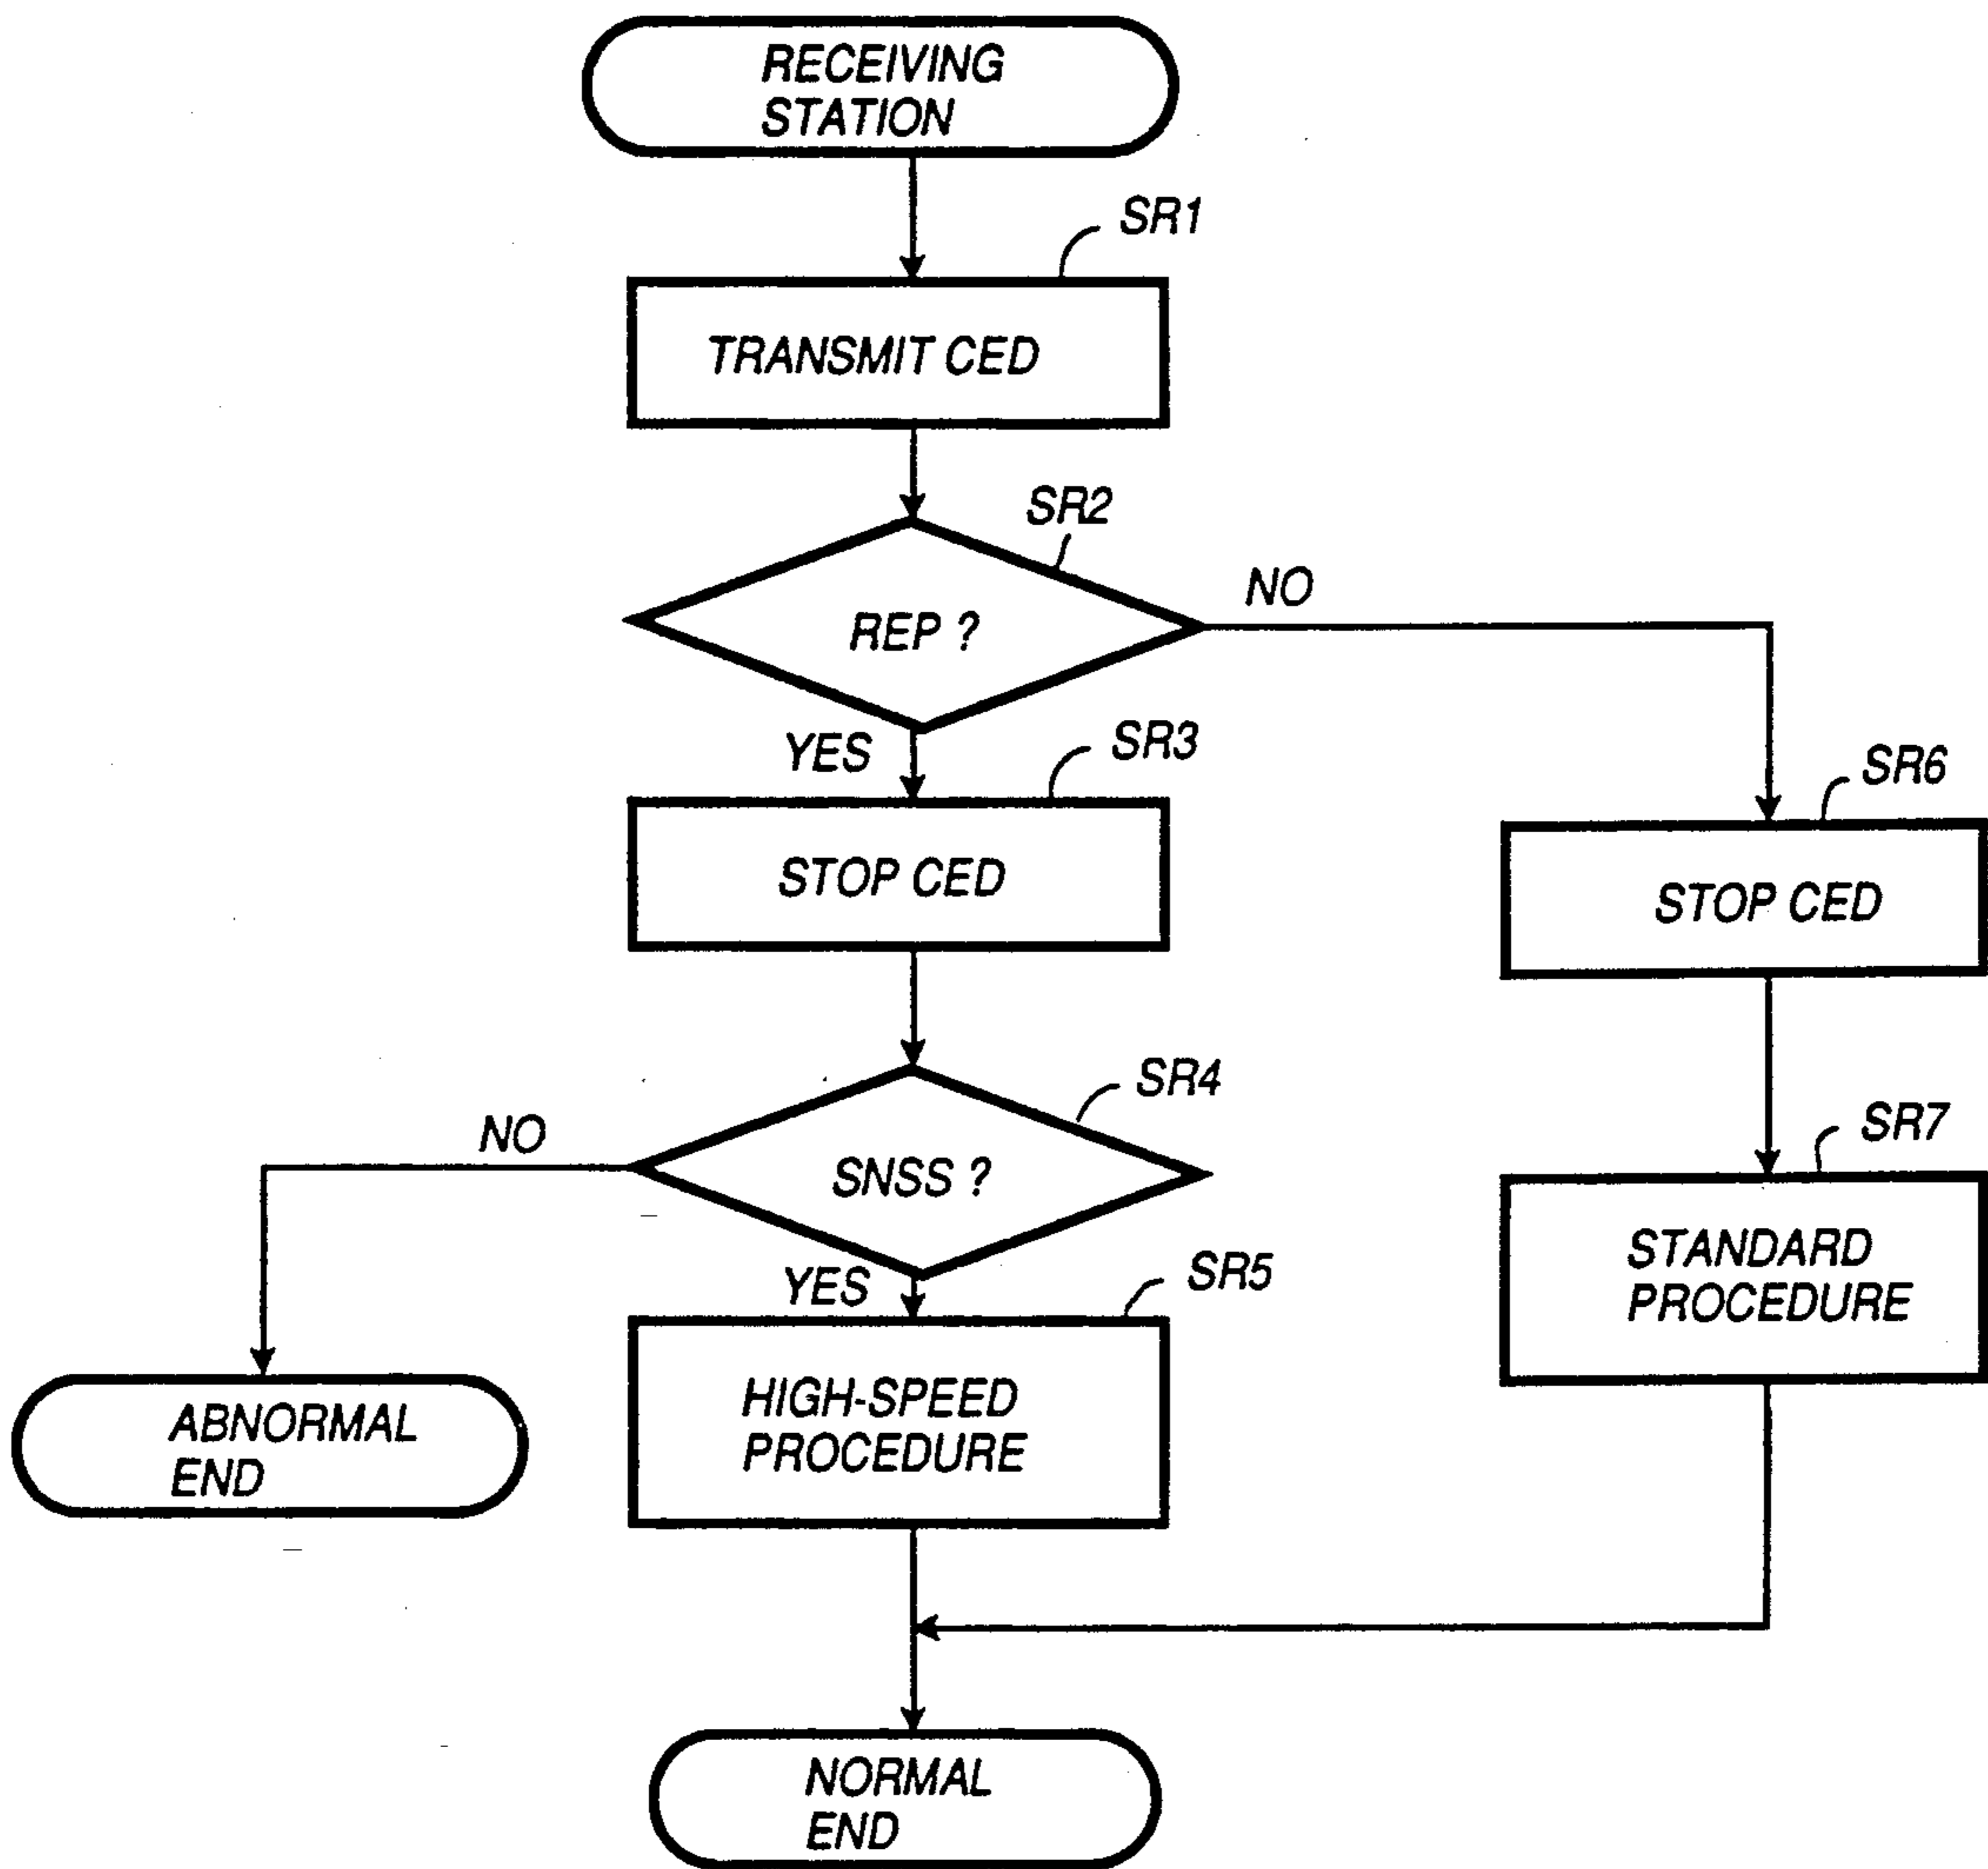 RECEIVING
STATION
SR1
TRANSMIT CED
SR2
REP ?
NO
YES
SR3
STOP CED
SR6
STOP CED
SR4
NO
SNSS ?
YES
SR5
HIGH-SPEED
PROCEDURE
SR7
STANDARD
PROCEDURE
ABNORMAL
END
NORMAL
END